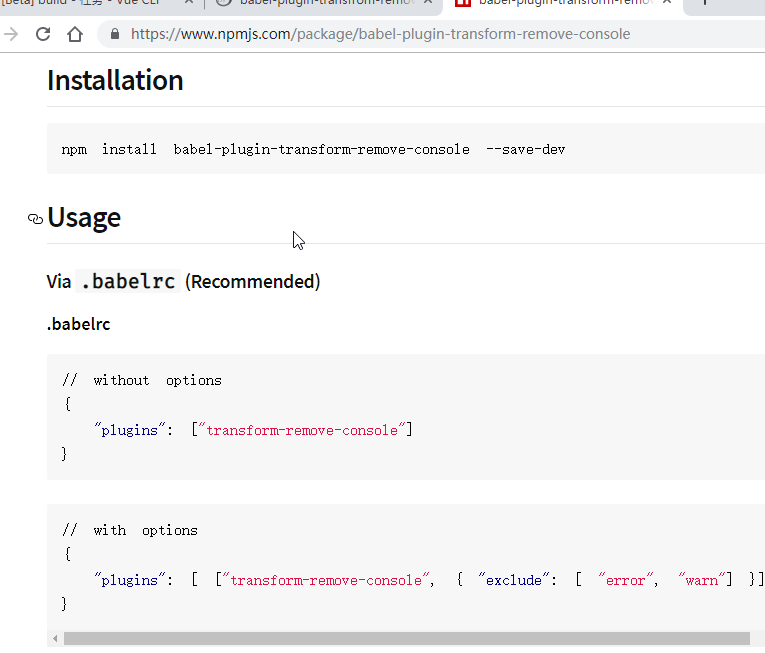 [Beta] build - 任务 - Vue CLI
babel-plugin-transfrom-remov
babel-plugin-transform-remo
https://www.npmjs.com/package/babel-plugin-transform-remove-console
Installation
npm install babel-plugin-transform-remove-console --save-dev
Usage
Via .babelrc (Recommended)
.babelrc
// without options
{
"plugins": ["transform-remove-console"]
}
// with options
{
"plugins": [ ["transform-remove-console", { "exclude": [ "error", "warn"] }]
}